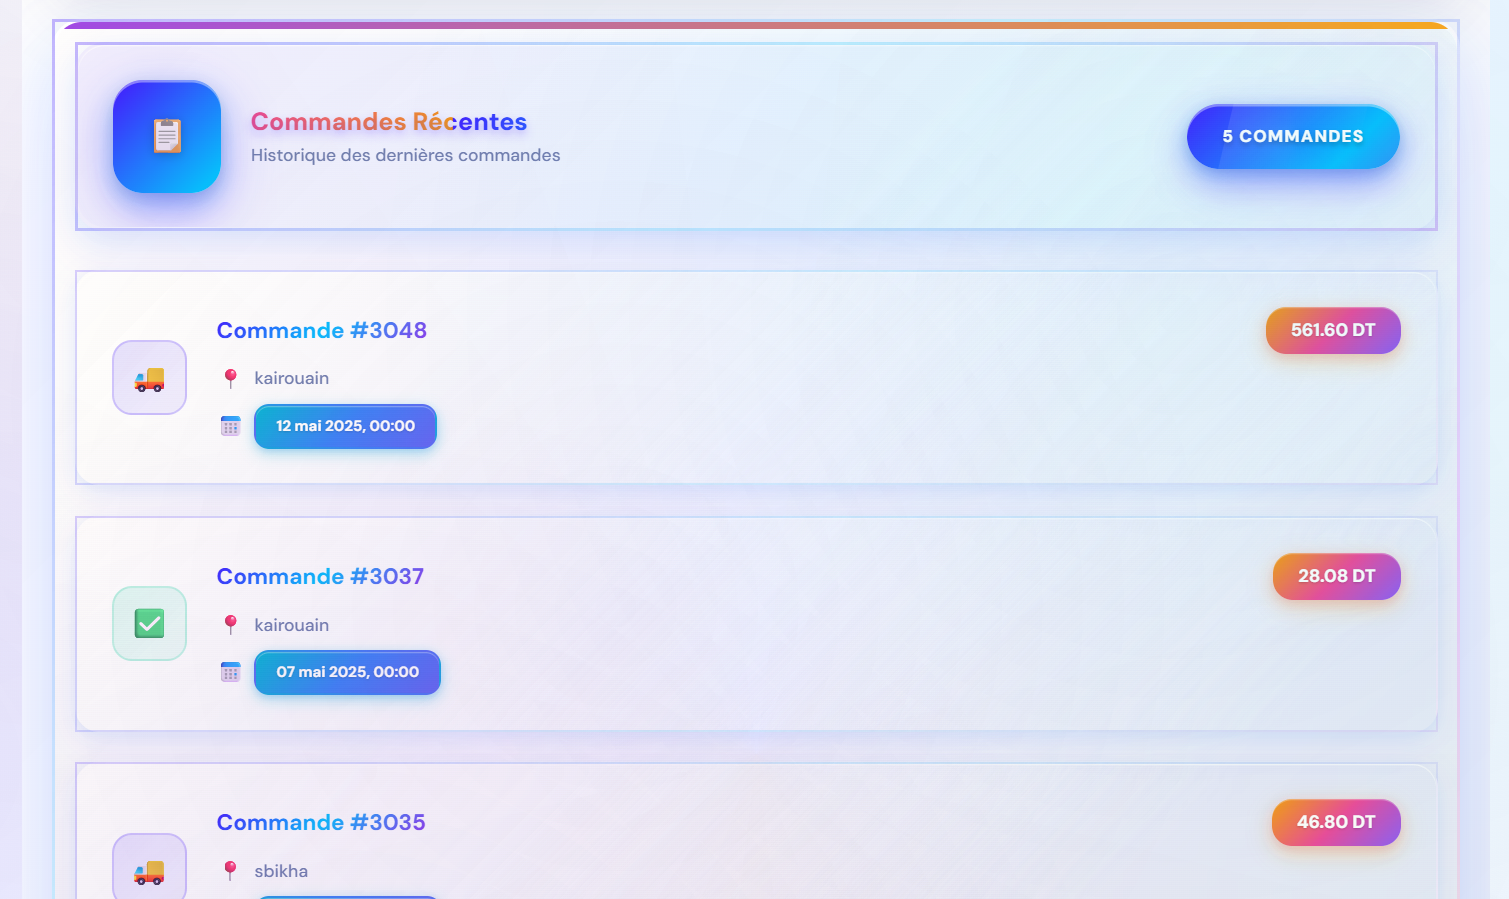 Commandes Récentes
Historique des dernières commandes
5 COMMANDES
Commande #3048
561.60 DT
kairouain
12 mai 2025, 00:00
Commande #3037
28.08 DT
kairouain
07 mai 2025, 00:00
Commande #3035
46.80 DT
sbikha